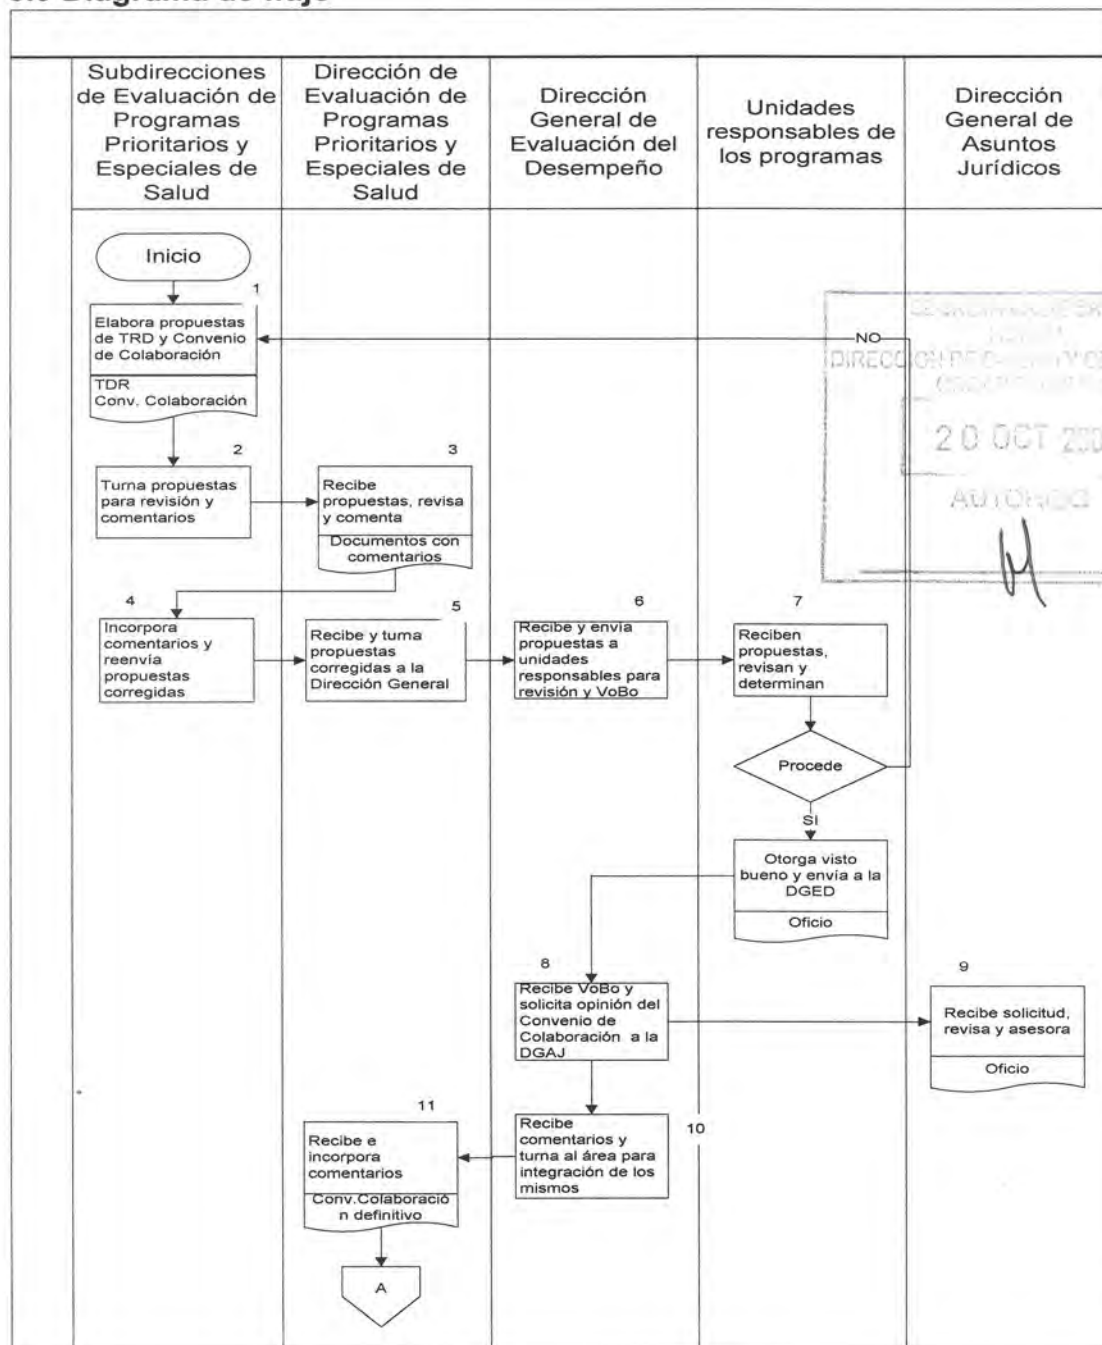 Subdirecciones
de Evaluación de
Programas
Prioritarios y
Especiales de
Salud
Dirección de
Evaluación de
Programas
Prioritarios y
Especiales de
Salud
Dirección
General de
Evaluación del
Desempeño
Unidades
responsables de
los programas
Dirección
General de
Asuntos
Jurídicos
Inicio
1
Elabora propuestas
de TRD y Convenio
de Colaboración
TDR
Conv. Colaboración
NO
2
Turna propuestas
para revisión y
comentarios
3
Recibe
propuestas, revisa
y comenta
Documentos con
comentarios
20 OCT
4
Incorpora
comentarios y
reenvía
propuestas
corregidas
5
Recibe y turna
propuestas
corregidas a la
Dirección General
6
Recibe y envía
propuestas a
unidades
responsables para
revisión y VoBo
7
Reciben
propuestas,
revisan y
determinan
Procede
SI
Otorga visto
bueno y envía a la
DGED
Oficio
8
Recibe VoBo y
solicita opinión del
Convenio de
Colaboración a la
DGAJ
9
Recibe solicitud,
revisa y asesora
Oficio
10
Recibe
comentarios y
turna al área para
integración de los
mismos
11
Recibe e
incorpora
comentarios
Conv.Colaboració
n definitivo
A